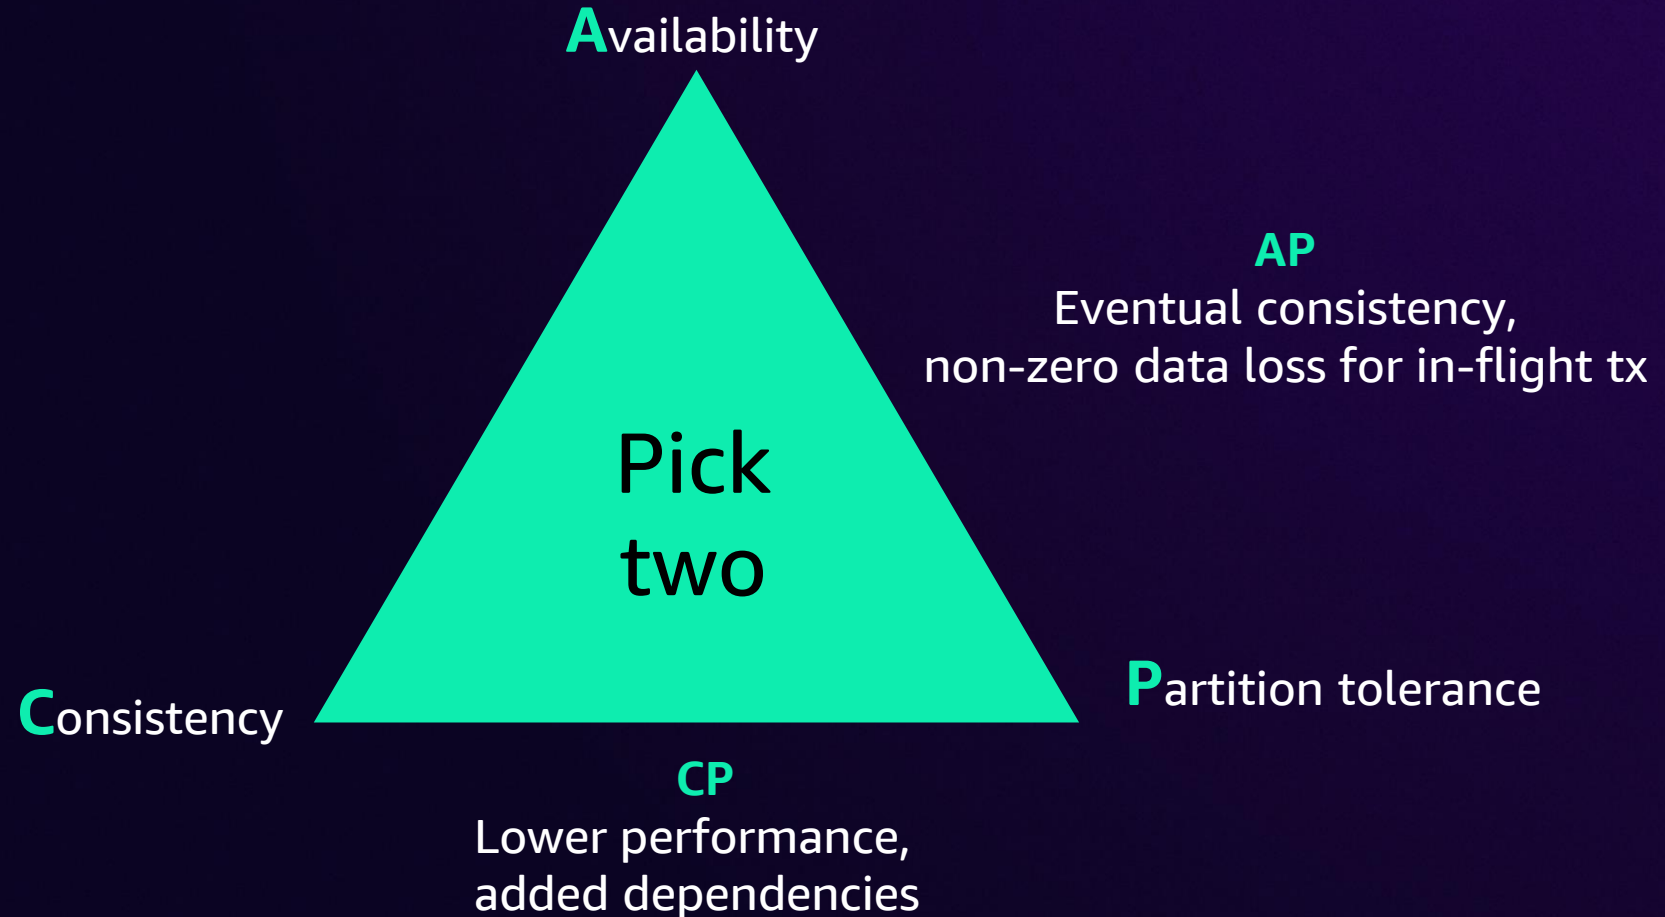 Availability
AP
Eventual consistency,
non-zero data loss for in-flight tx
Pick
two
Consistency
Partition tolerance
CP
Lower performance,
added dependencies